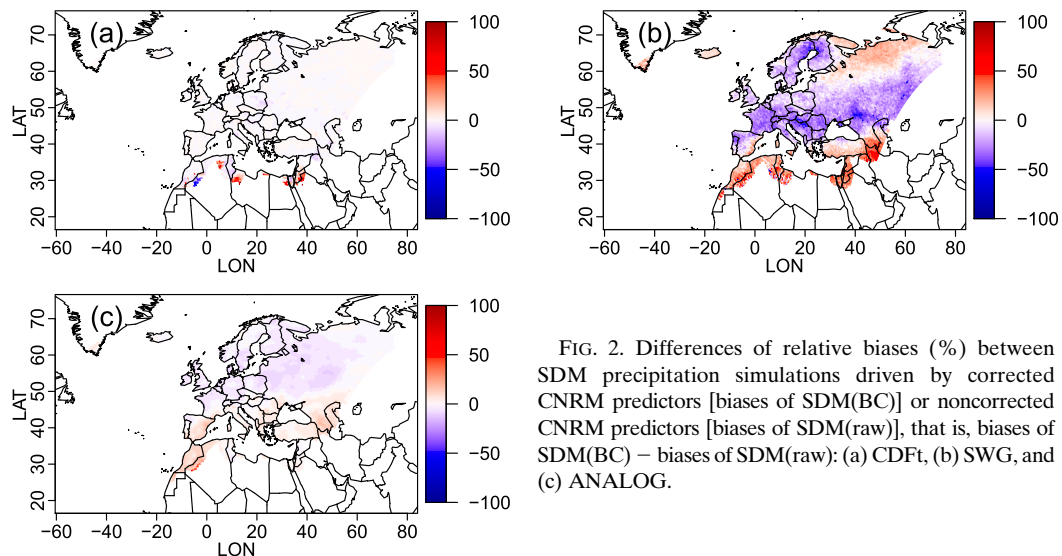 (a)
LAT
70
60
50
40
30
20
−60 −40 −20 0 20 40 60 80
LON
100
50
0
−50
−100
(b)
LAT
70
60
50
40
30
20
−60 −40 −20 0 20 40 60 80
LON
100
50
0
−50
−100
(c)
LAT
70
60
50
40
30
20
−60 −40 −20 0 20 40 60 80
LON
100
50
0
−50
−100
FIG. 2. Differences of relative biases (%) between
SDM precipitation simulations driven by corrected
CNRM predictors [biases of SDM(BC)] or noncorrected
CNRM predictors [biases of SDM(raw)], that is, biases of
SDM(BC) − biases of SDM(raw): (a) CDFt, (b) SWG, and
(c) ANALOG.